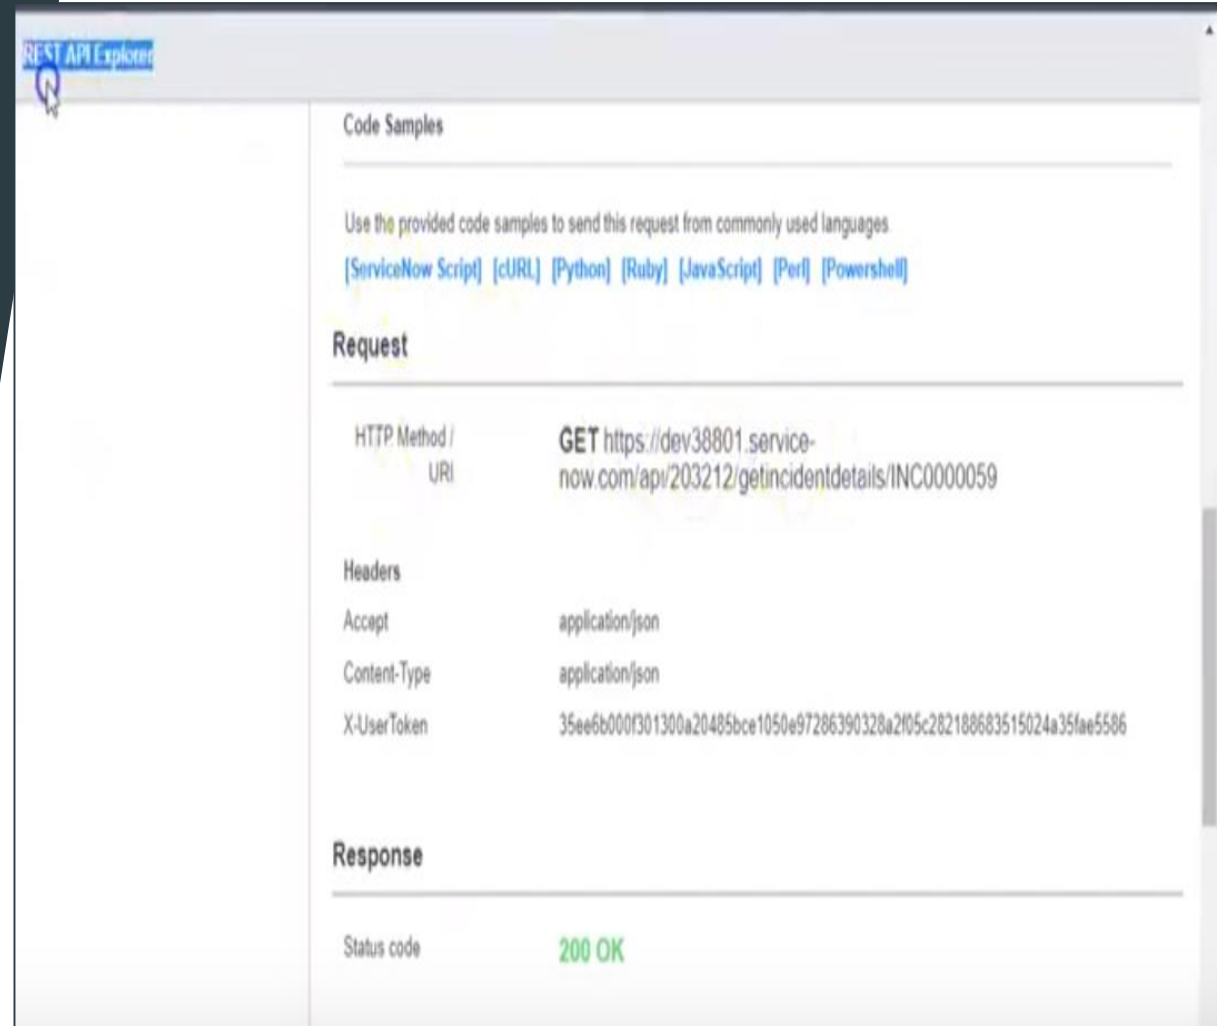 REST API Explorer
Code Samples
Use the provided code samples to send this request from commonly used languages
[ServiceNow Script] [cURL] [Python] [Ruby] [JavaScript] [Perl] [Powershell]
Request
HTTP Method / URI
GET https://dev38801.service-
now.com/api/203212/getincidentdetails/INC0000059
Headers
Accept application/json
Content-Type application/json
X-UserToken 35ee6b000f301300a20485bce1050e97286390328a2f05c282188683515024a35fae5586
Response
Status code 200 OK